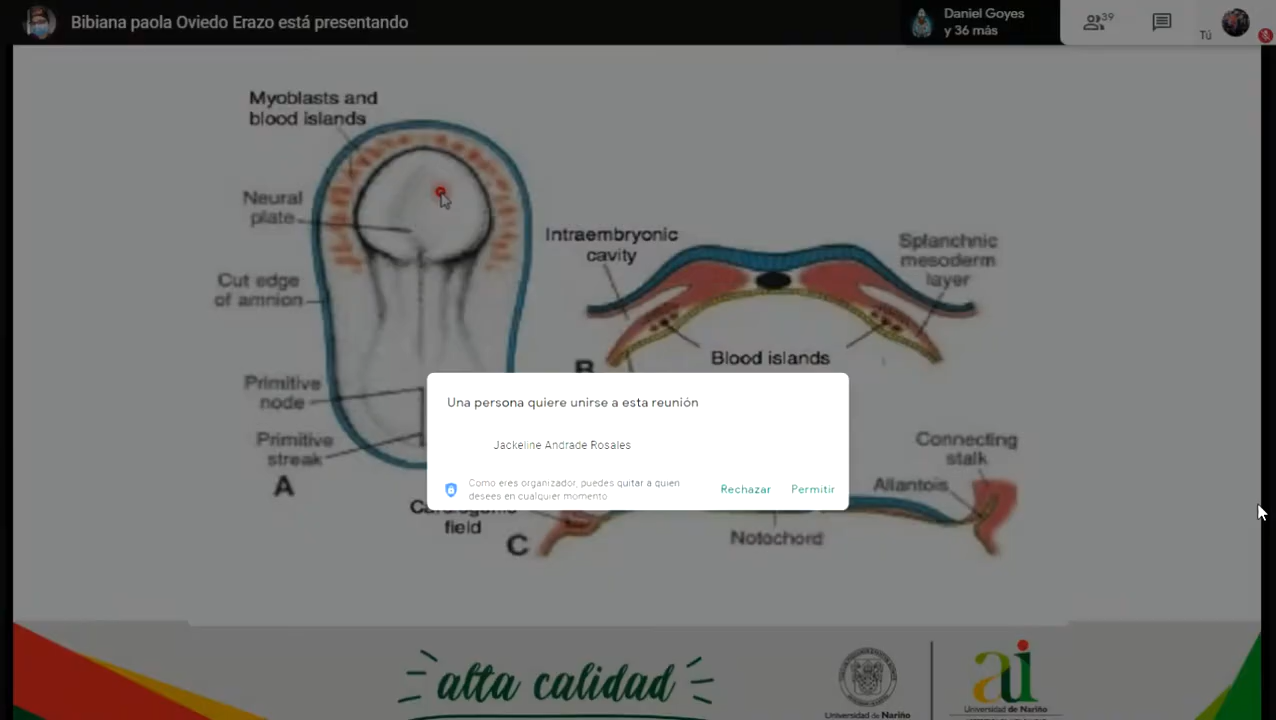 Bibiana paola Oviedo Erazo está presentando
Daniel Goyes
y 36 más
39
Tú
Myoblasts and
blood islands
Neural
plate
Cut edge
of amnion
Primitive
node
Primitive
streak
A
Intraembryonic
cavity
Splanchnic
mesoderm
layer
Blood islands
B
Una persona quiere unirse a esta reunión
Jackeline Andrade Rosales
Como eres organizador, puedes quitar a quien
desees en cualquier momento
Rechazar
Permitir
field
C
Notochord
Allantois
Connecting
stalk
alta calidad
Universidad de Nariño
ai
Universidad de Nariño